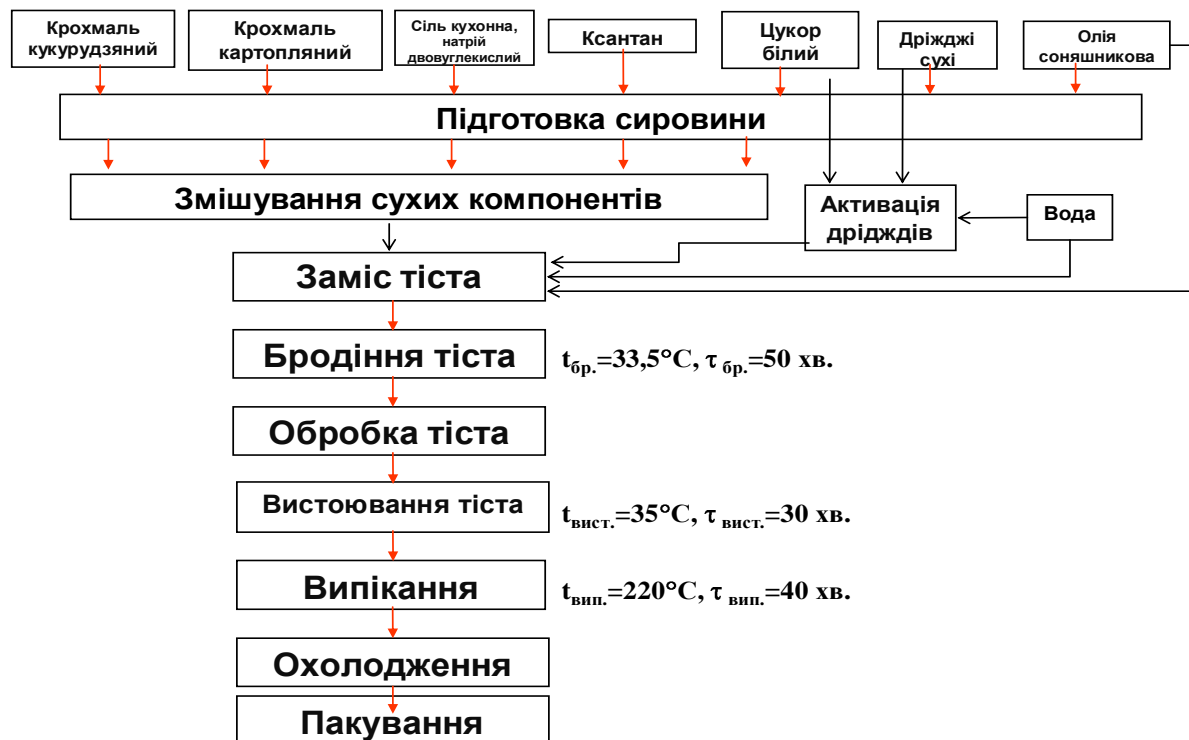 Крохмаль
кукурудзяний
Крохмаль
картопляний
Сіль кухонна,
натрій
двовуглекислий
Ксантан
Цукор
білий
Дріжджі
сухі
Олія
соняшникова
Підготовка сировини
Змішування сухих компонентів
Активація
дрідждів
Вода
Заміс тіста
Бродіння тіста
tбр.=33,5°C, τ бр.=50 хв.
Обробка тіста
Вистоювання тіста
tвист.=35°C, τ вист.=30 хв.
Випікання
tвип.=220°C, τ вип.=40 хв.
Охолодження
Пакування